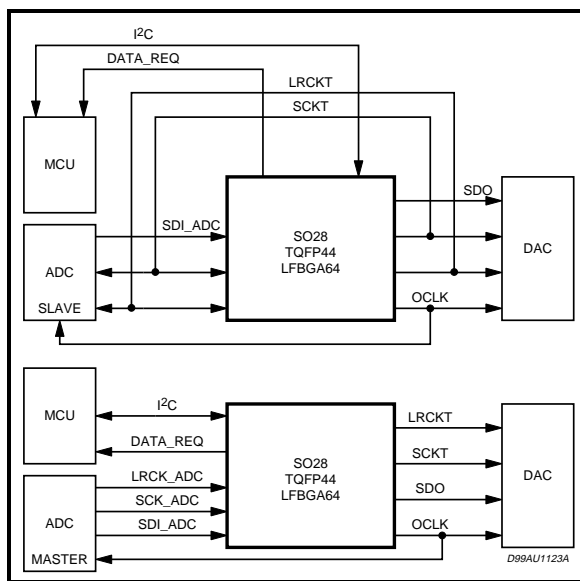 I²C
DATA_REQ
LRCKT
SCKT
MCU
SDO
SDI_ADC
SO28
TQFP44
LFBGA64
ADC
DAC
SLAVE
OCLK
MCU
I²C
LRCKT
DATA_REQ
SO28
TQFP44
LFBGA64
SCKT
LRCK_ADC
DAC
SCK_ADC
SDO
ADC
SDI_ADC
OCLK
MASTER
D99AU1123A